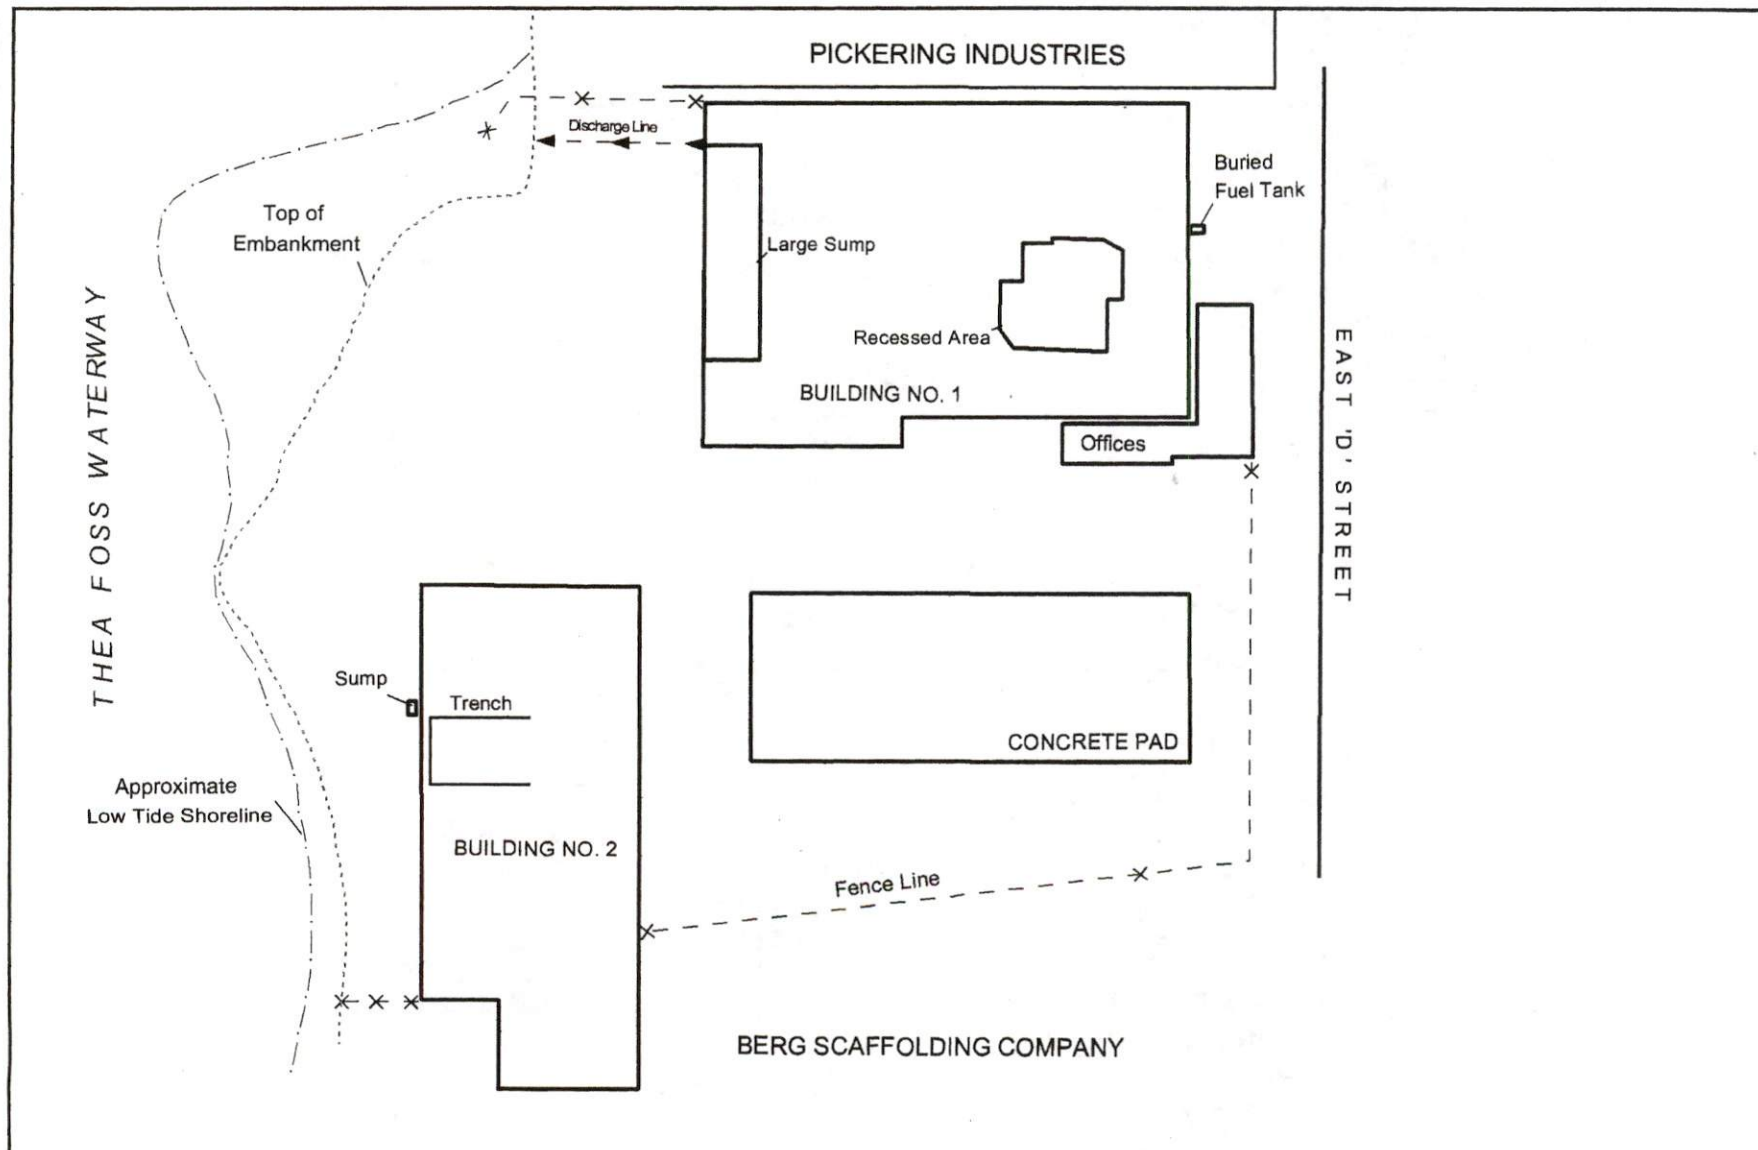 PICKERING INDUSTRIES
Discharge Line
Buried
Fuel Tank
Top of
Embankment
Large Sump
Recessed Area
BUILDING NO. 1
Offices
THEA FOSS WATERWAY
EAST 'D' STREET
Sump
Trench
CONCRETE PAD
Approximate
Low Tide Shoreline
BUILDING NO. 2
Fence Line
BERG SCAFFOLDING COMPANY